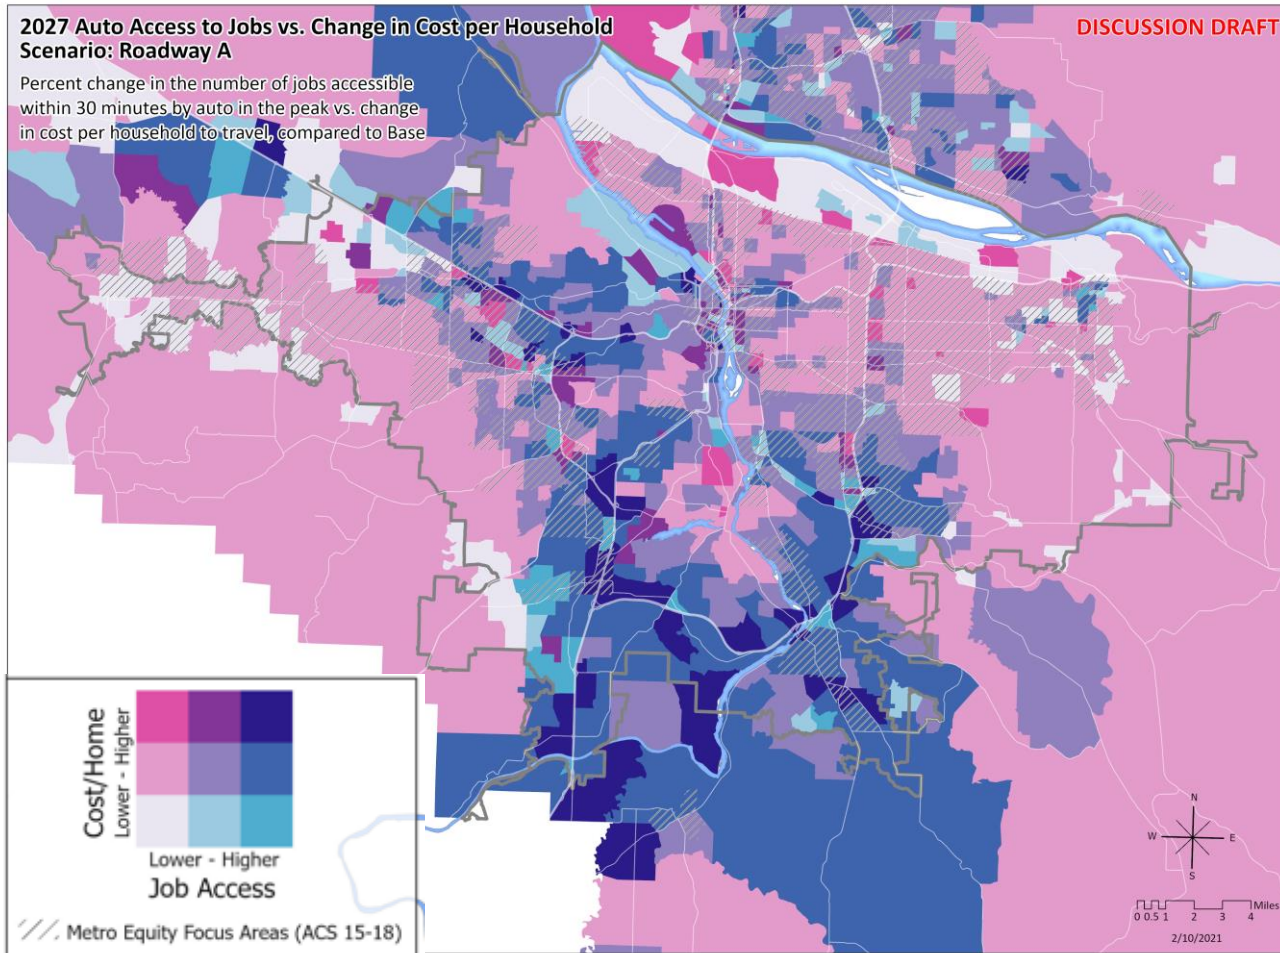 2027 Auto Access to Jobs vs. Change in Cost per Household
Scenario: Roadway A
DISCUSSION DRAFT
Percent change in the number of jobs accessible
within 30 minutes by auto in the peak vs. change
in cost per household to travel, compared to Base
Cost/Home
Lower - Higher
Lower - Higher
Job Access
Metro Equity Focus Areas (ACS 15-18)
N
W E
S
Miles
0 0.5 1 2 3 4
2/10/2021